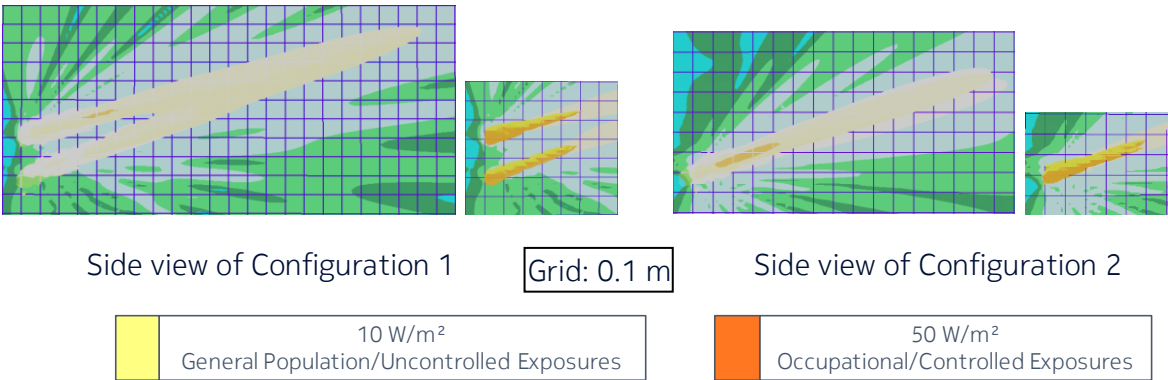 Side view of Configuration 1
Grid: 0.1 m
Side view of Configuration 2
10 W/m²
General Population/Uncontrolled Exposures
50 W/m²
Occupational/Controlled Exposures